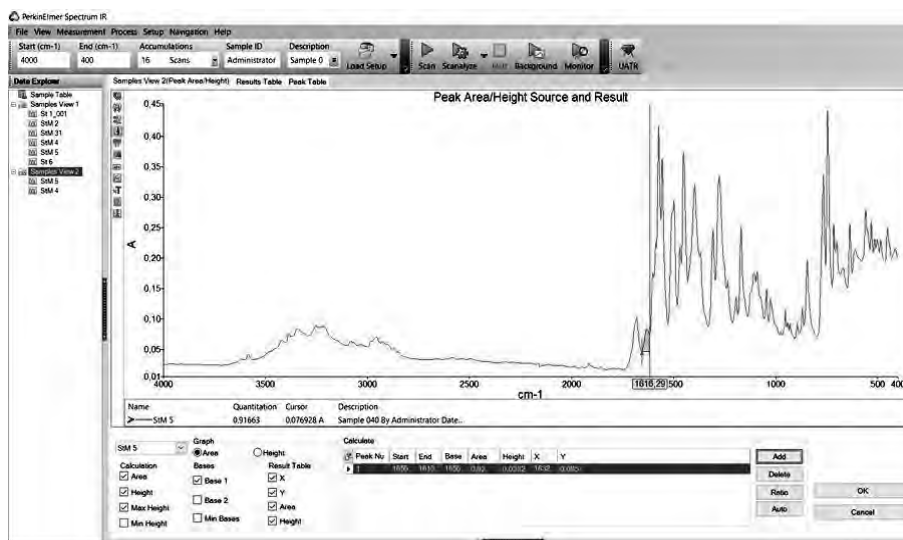 PerkinElmer Spectrum IR
File View Measurement Process Setup Navigation Help
Start (cm-1) End (cm-1) Accumulations Sample ID Description
4000 400 16 Scans Administrator Sample 0
Load Setup Scan Scanalyze Halt Background Monitor UATR
Data Explorer
Samples View 2(Peak Area/Height) Results Table Peak Table
Sample Table
Samples View 1
St 1_001
StM 2
StM 31
StM 4
StM 5
St 6
Samples View 2
StM 5
StM 4
Peak Area/Height Source and Result
0,45
0,40
0,35
0,30
0,25
0,20
0,15
0,10
0,05
0,01
A
4000 3500 3000 2500 2000 1616,29 500 1000 500 400
cm-1
Name Quantitation Cursor Description
StM 5 0.91663 0.076928 A Sample 040 By Administrator Date...
StM 5
Graph
Area Height
Calculation Bases Result Table
Area Base 1 X
Height Base 2 Y
Max Height Min Bases Area
Min Height Height
Calculate
Peak Nu Start End Base Area Height X Y
1
Add
Delete
Ratio
Auto
OK
Cancel